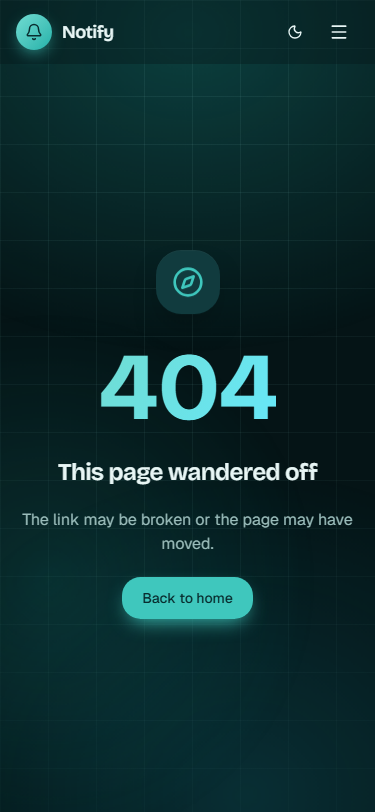 Notify
404
This page wandered off
The link may be broken or the page may have
moved.
Back to home